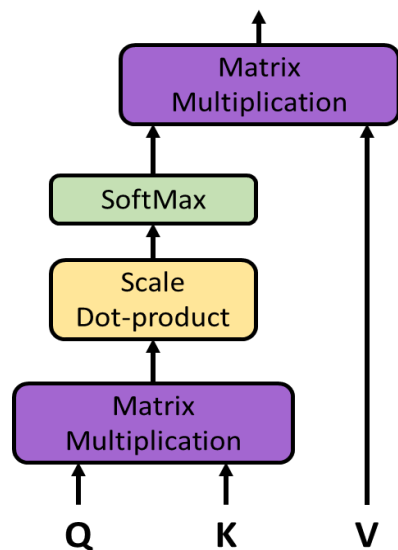 Matrix
Multiplication
SoftMax
Scale
Dot-product
Matrix
Multiplication
Q K V